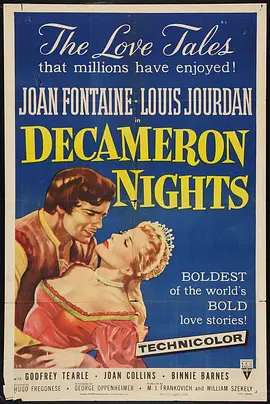 The Love Tales
that millions have enjoyed!
JOAN FONTAINE · LOUIS JOURDAN
in
DECAMERON
NIGHTS
BOLDEST
of the world's
BOLD
love stories!
TECHNICOLOR
with GODFREY TEARLE · JOAN COLLINS · BINNIE BARNES
HUGO FREGONESE
GEORGE OPPENHEIMER
M. J. FRANKOVICH and WILLIAM SZEKELY